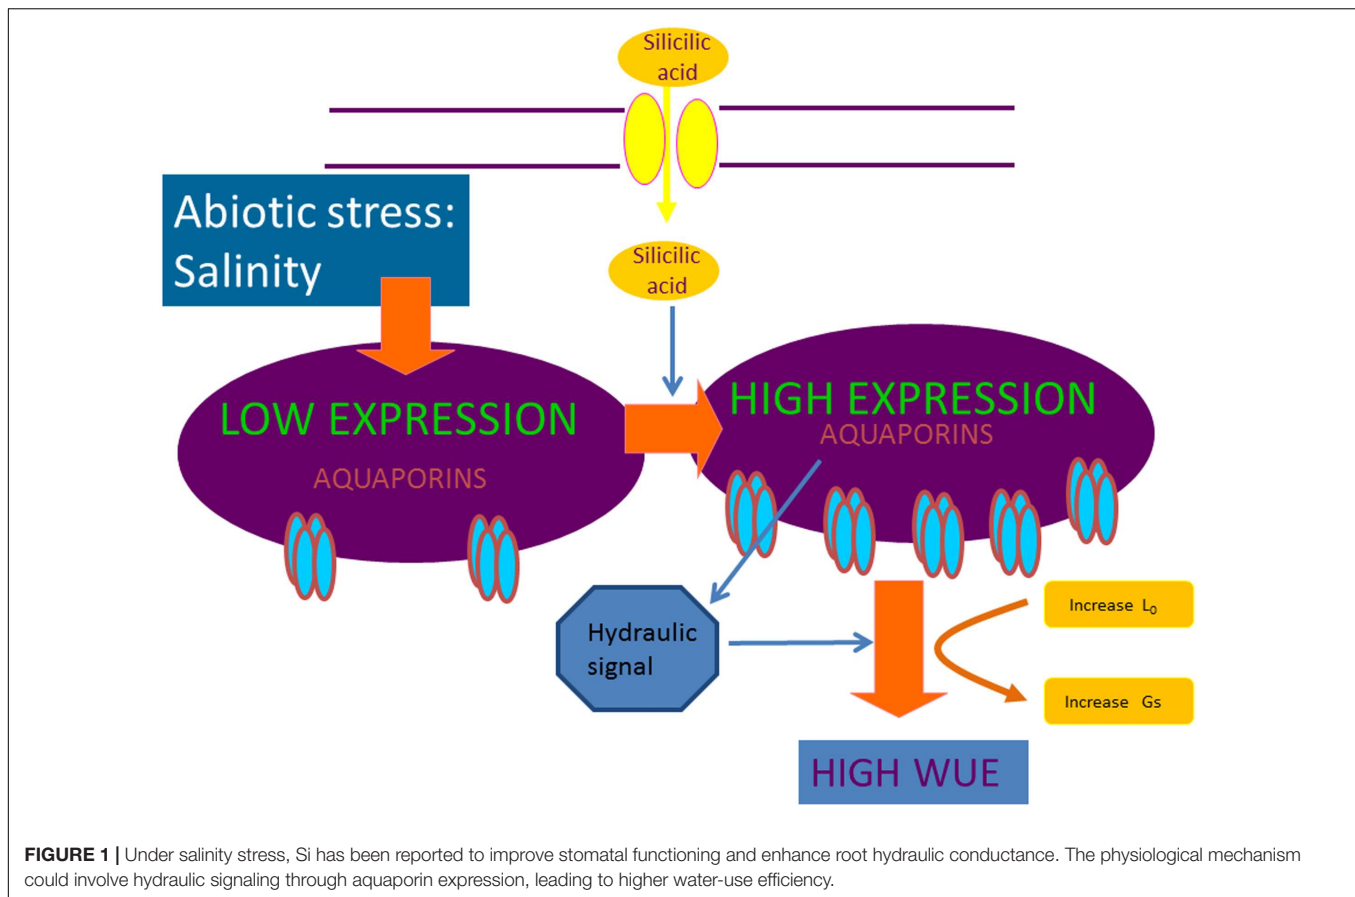 Silicilic
acid
Abiotic stress:
Salinity
Silicilic
acid
LOW EXPRESSION
AQUAPORINS
HIGH EXPRESSION
AQUAPORINS
Hydraulic
signal
Increase L₀
Increase Gs
HIGH WUE
FIGURE 1 | Under salinity stress, Si has been reported to improve stomatal functioning and enhance root hydraulic conductance. The physiological mechanism
could involve hydraulic signaling through aquaporin expression, leading to higher water-use efficiency.